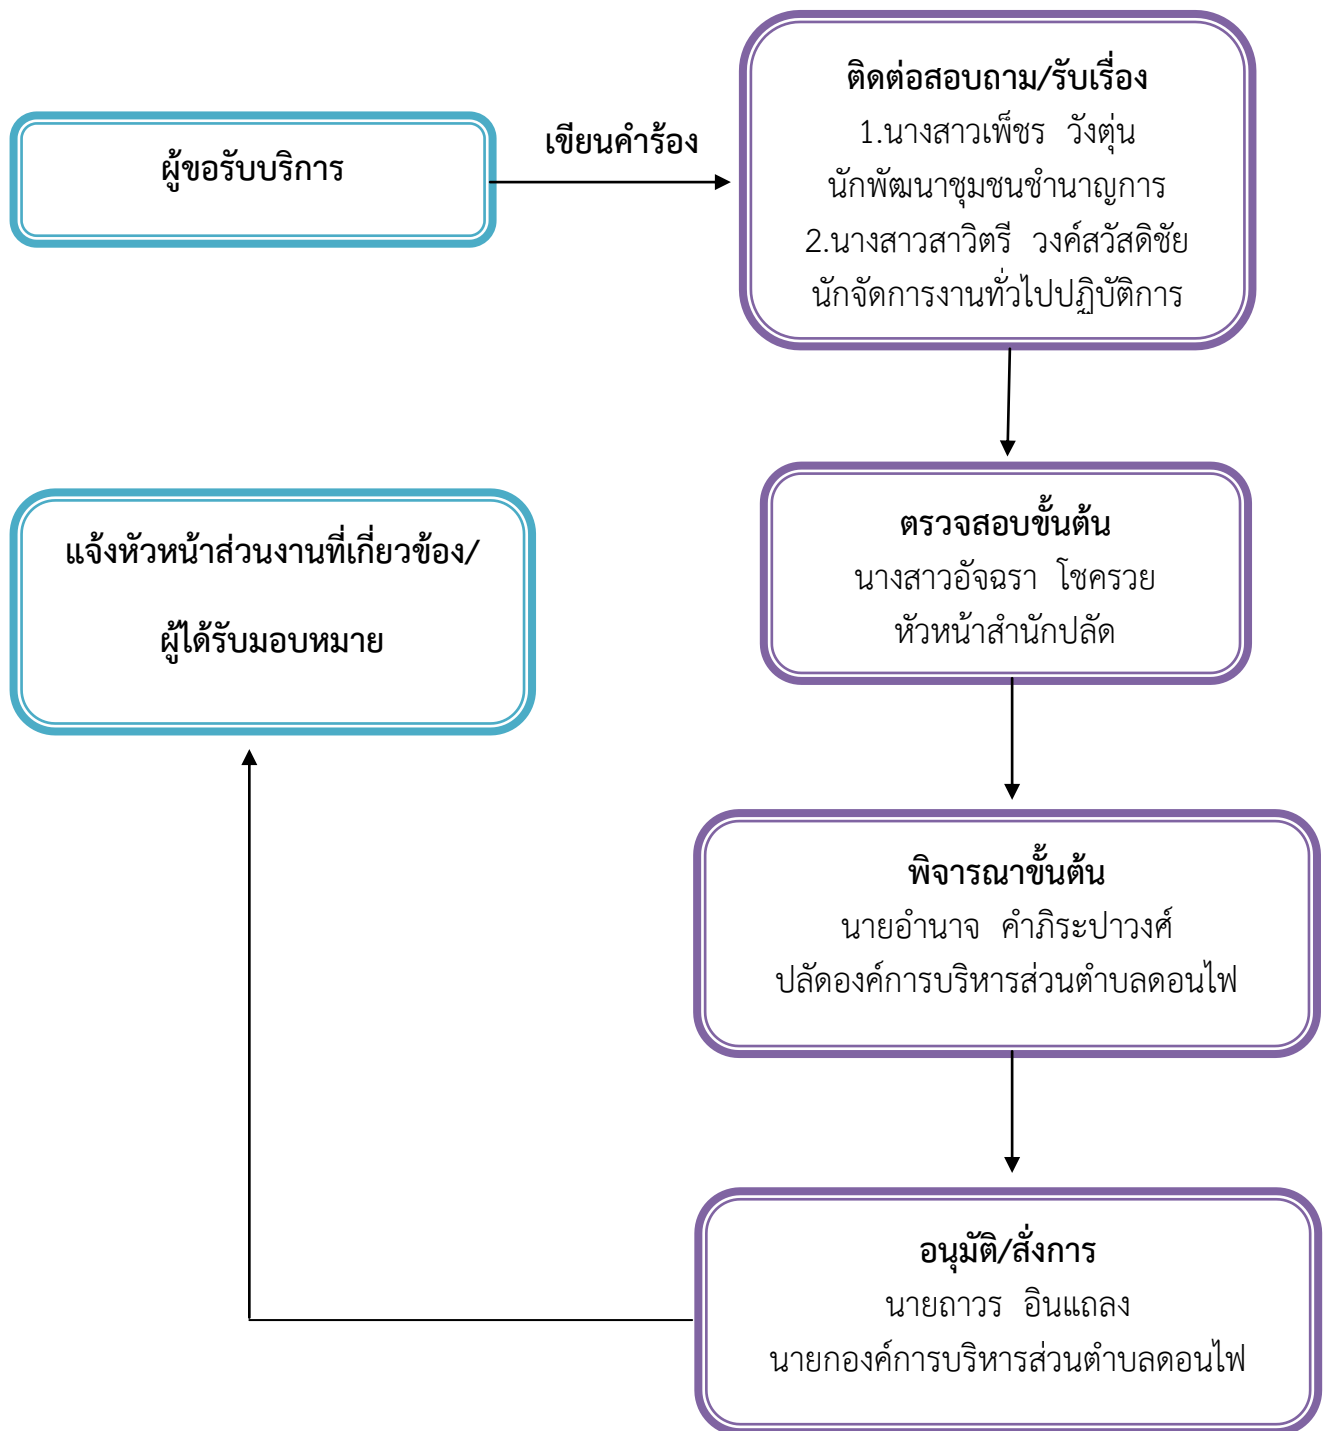 ผู้ขอรับบริการ
เขียนคำร้อง
ติดต่อสอบถาม/รับเรื่อง
1.นางสาวเพ็ชร วังตุ่น
นักพัฒนาชุมชนชำนาญการ
2.นางสาวสาวิตรี วงค์สวัสดิชัย
นักจัดการงานทั่วไปปฏิบัติการ
ตรวจสอบขั้นต้น
นางสาวอัจฉรา โชครวย
หัวหน้าสำนักปลัด
พิจารณาขั้นต้น
นายอำนาจ คำภิระปาวงศ์
ปลัดองค์การบริหารส่วนตำบลดอนไฟ
อนุมัติ/สั่งการ
นายถาวร อินแถลง
นายกองค์การบริหารส่วนตำบลดอนไฟ
แจ้งหัวหน้าส่วนงานที่เกี่ยวข้อง/
ผู้ได้รับมอบหมาย